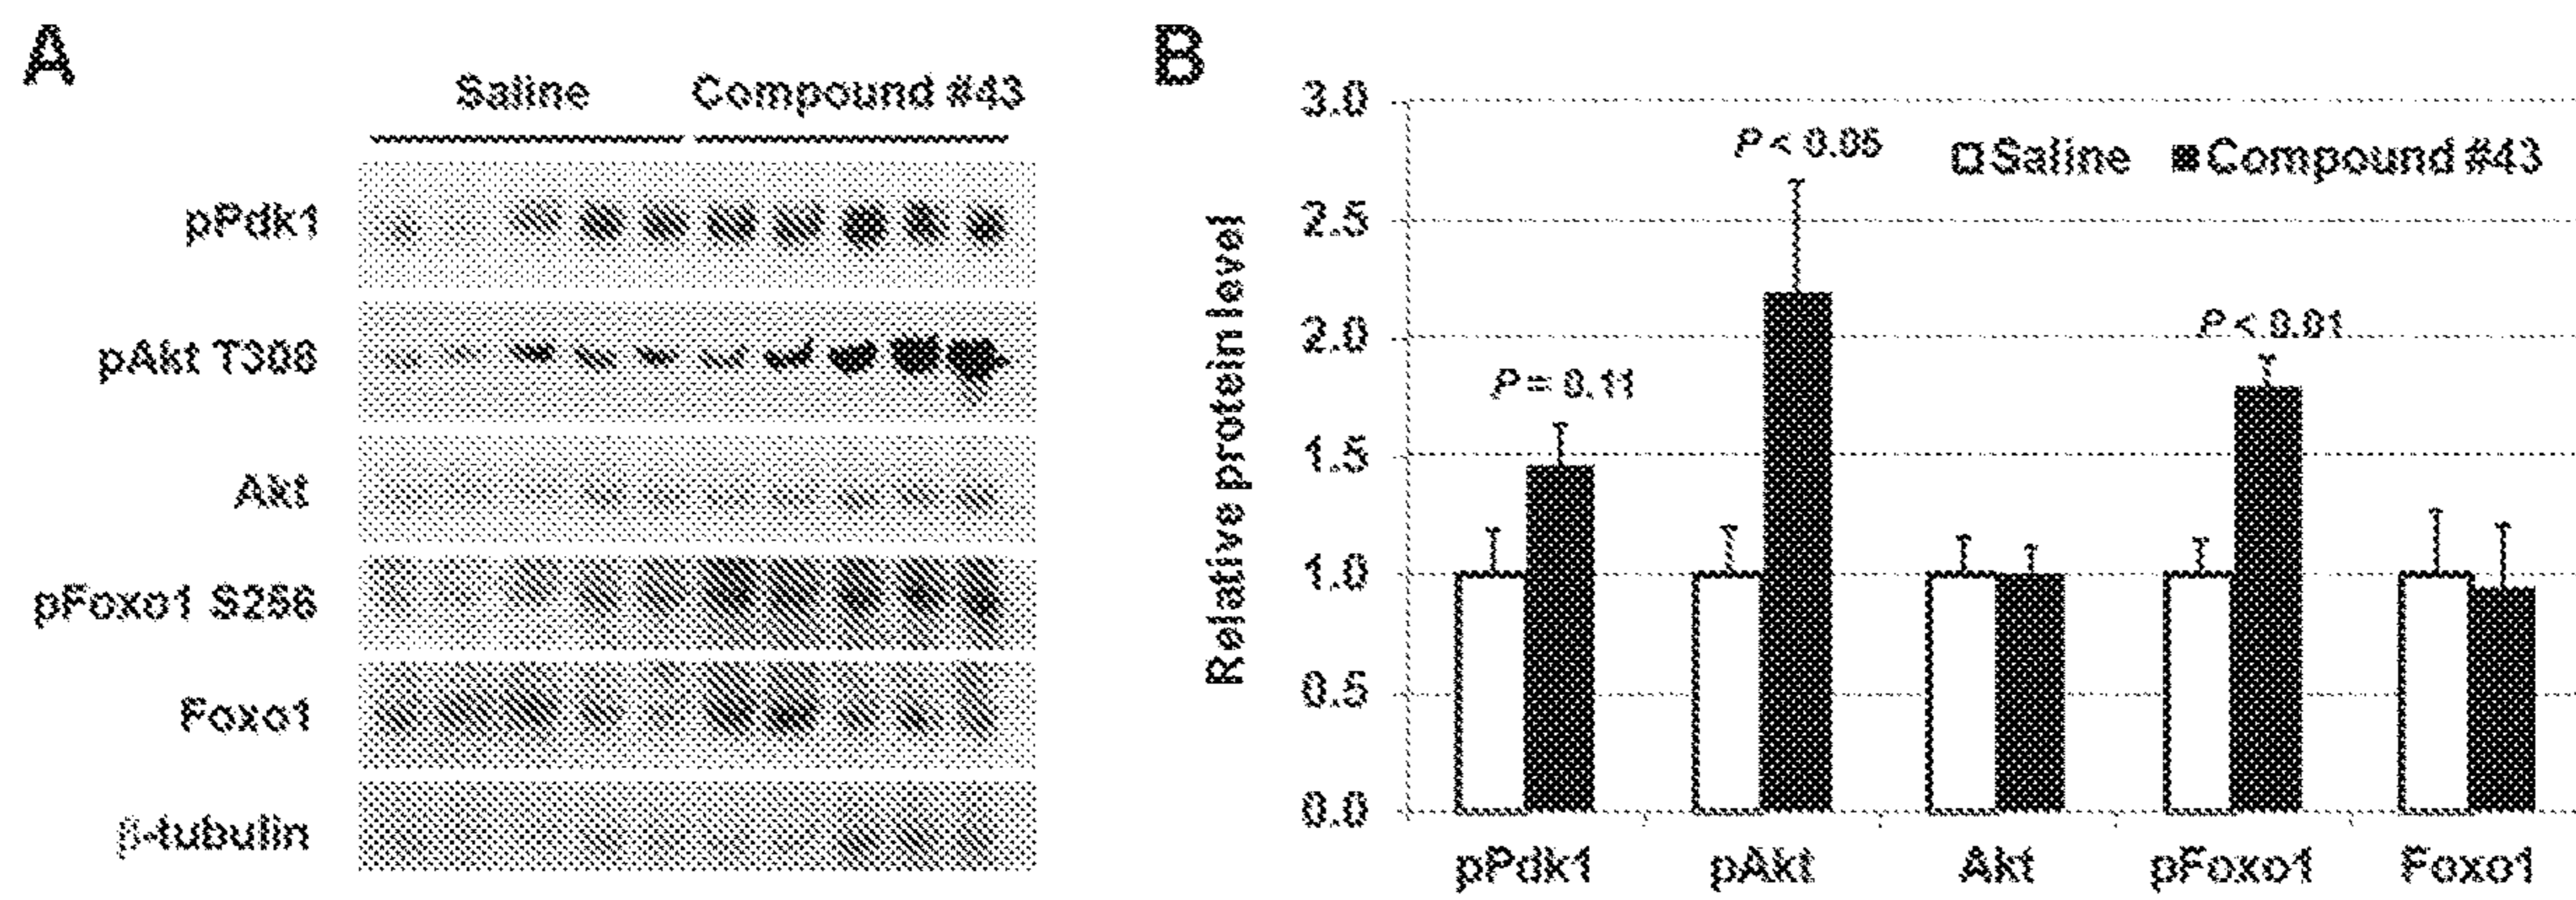 A
Saline Compound #43
pPdk1
pAkt T308
Akt
pFoxo1 S256
Foxo1
β-tubulin
B
Relative protein level
3.0
2.5
2.0
1.5
1.0
0.5
0.0
Saline Compound #43
P = 0.11
P < 0.05
P < 0.01
pPdk1 pAkt Akt pFoxo1 Foxo1